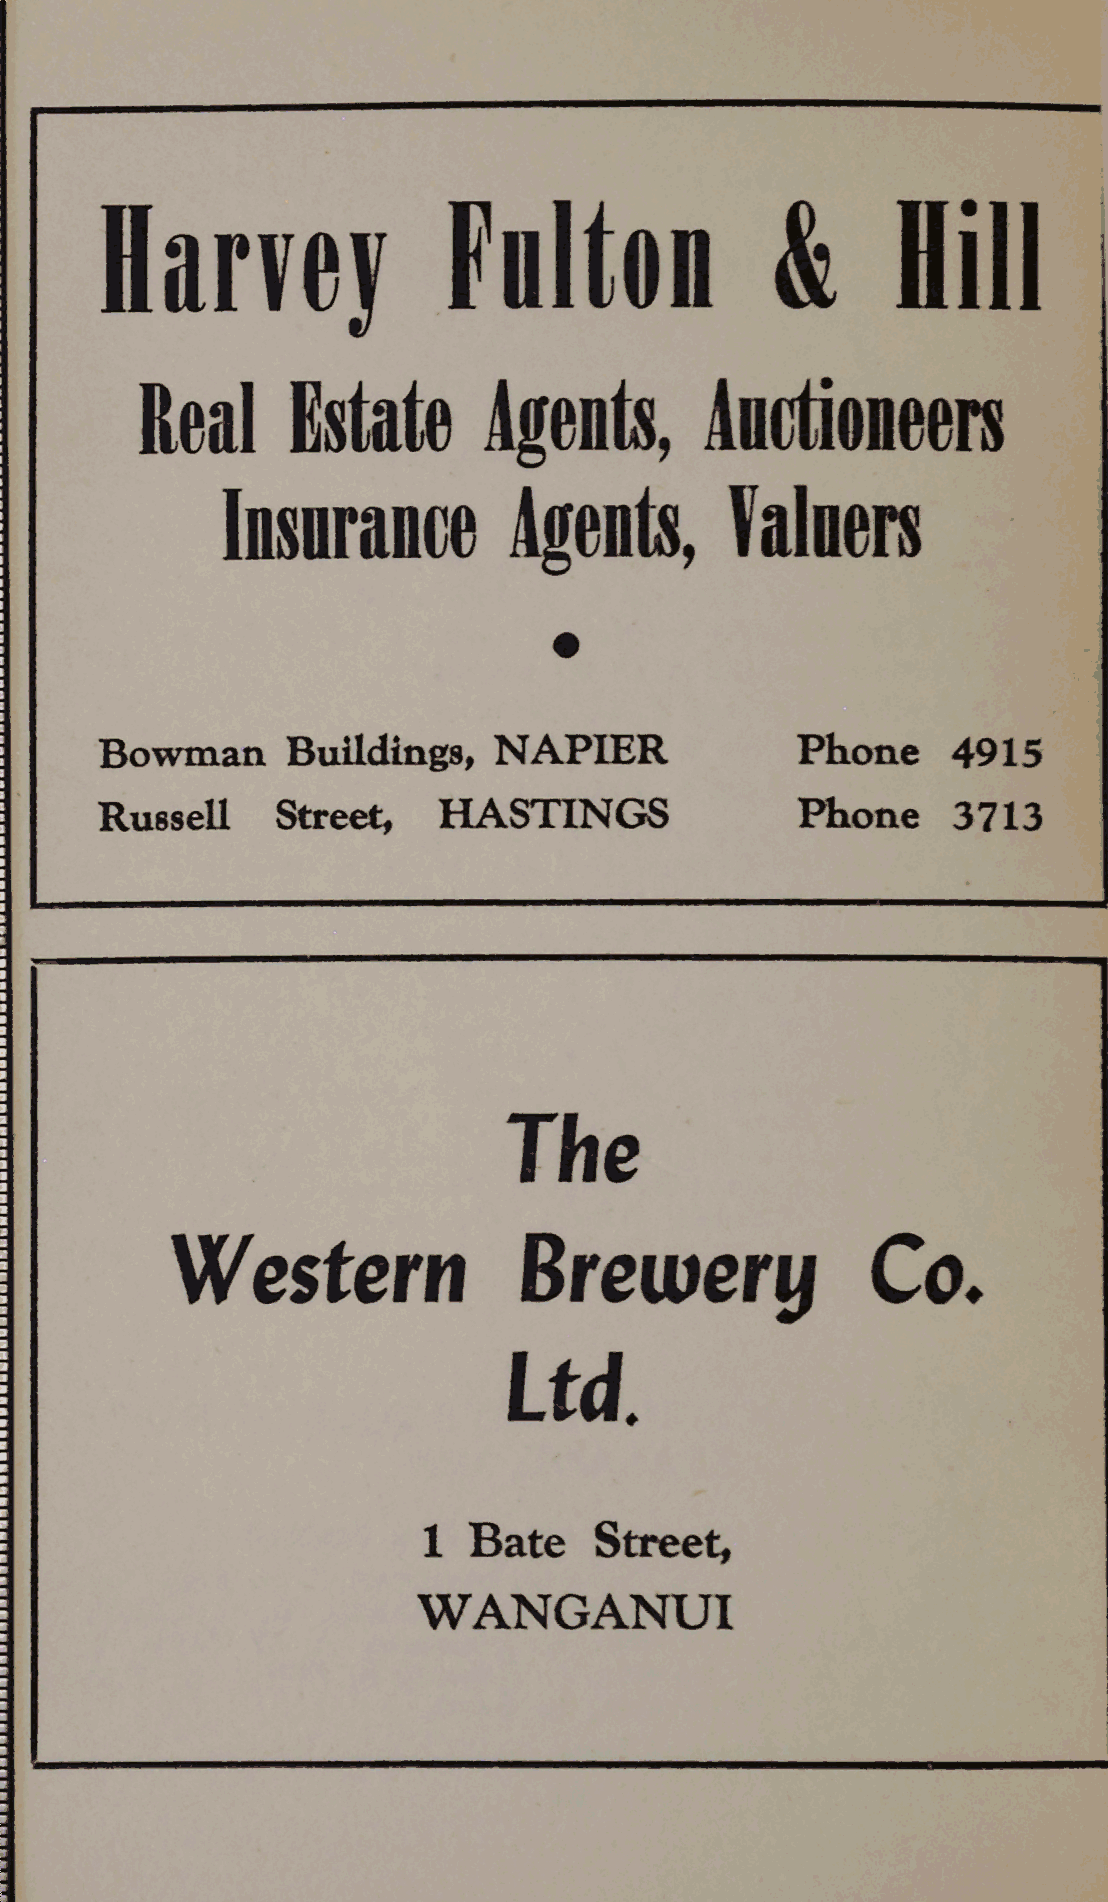 Harvey Fulton & Hill
Real Estate Agents, Auctioneers
Insurance Agents, Valuers
•
Bowman Buildings, NAPIER Phone 4915
Russell Street, HASTINGS Phone 3713
The
Western Brewery Co.
Ltd.
1 Bate Street,
WANGANUI